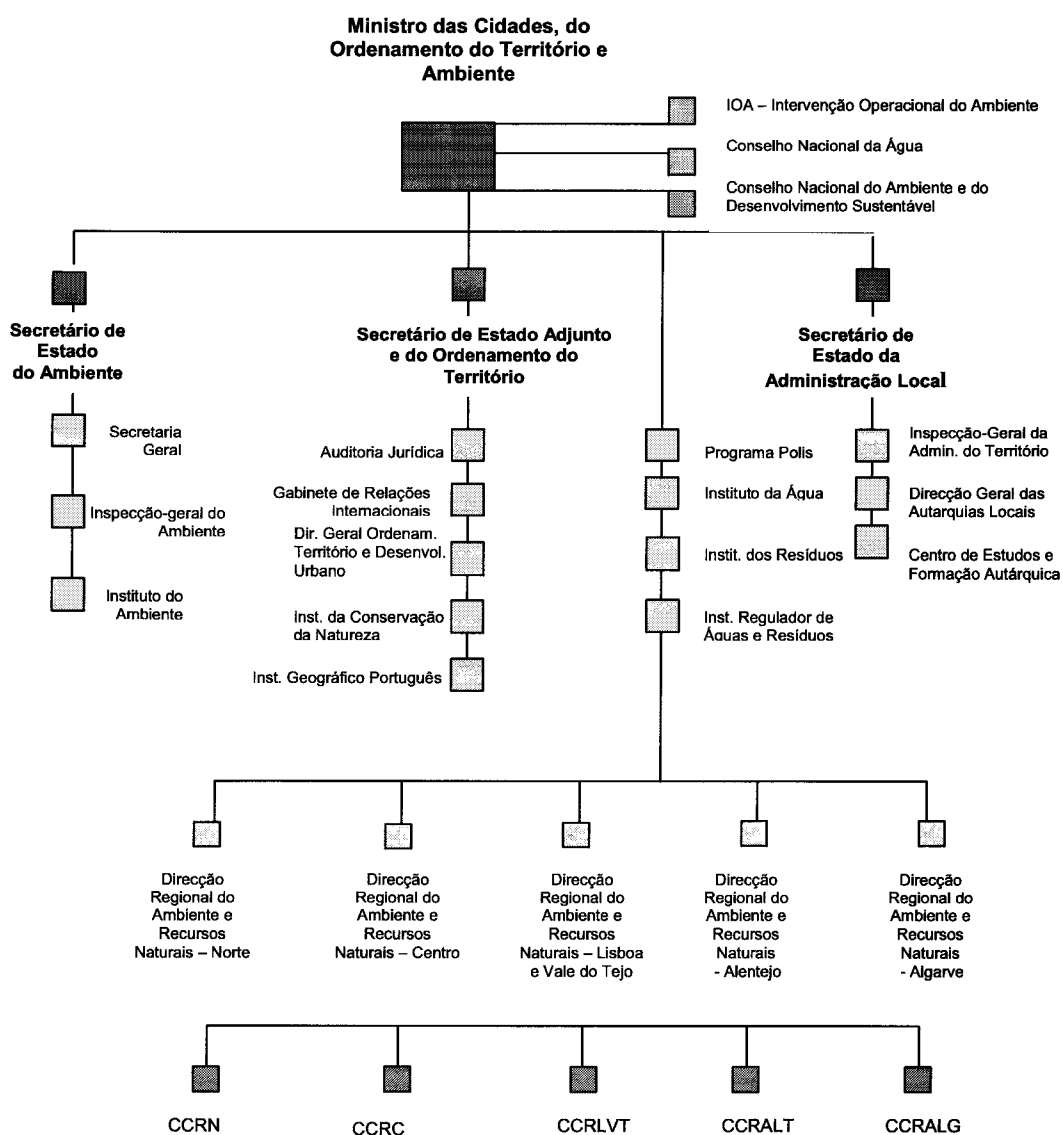 Ministro das Cidades, do
Ordenamento do Território e
Ambiente
IOA – Intervenção Operacional do Ambiente
Conselho Nacional da Água
Conselho Nacional do Ambiente e do
Desenvolvimento Sustentável
Secretário de
Estado
do Ambiente
Secretaria
Geral
Inspecção-geral do
Ambiente
Instituto do
Ambiente
Secretário de Estado Adjunto
e do Ordenamento do
Território
Auditoria Jurídica
Gabinete de Relações
Internacionais
Dir. Geral Ordenam.
Território e Desenvol.
Urbano
Inst. da Conservação
da Natureza
Inst. Geográfico Português
Programa Polis
Instituto da Água
Instit. dos Resíduos
Inst. Regulador de
Águas e Resíduos
Secretário de
Estado da
Administração Local
Inspecção-Geral da
Admin. do Território
Direcção Geral das
Autarquias Locais
Centro de Estudos e
Formação Autárquica
Direcção
Regional do
Ambiente e
Recursos
Naturais – Norte
Direcção
Regional do
Ambiente e
Recursos
Naturais – Centro
Direcção
Regional do
Ambiente e
Recursos
Naturais – Lisboa
e Vale do Tejo
Direcção
Regional do
Ambiente e
Recursos
Naturais
- Alentejo
Direcção
Regional do
Ambiente e
Recursos
Naturais
- Algarve
CCRN
CCRC
CCRLVT
CCRALT
CCRALG